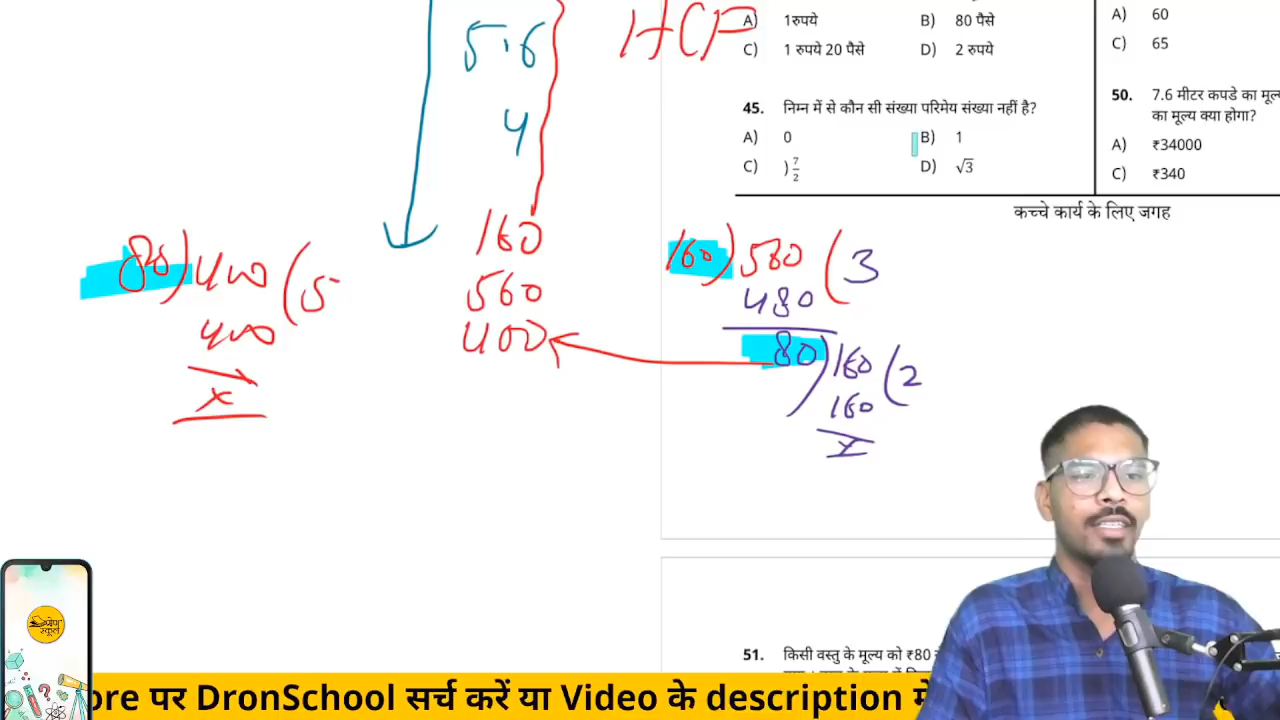 5.6
4
160
560
400
HCF
80) 400 (5
400
x
160) 560 (3
480
80) 160 (2
160
x
A) 1रुपये B) 80 पैसे
C) 1 रुपये 20 पैसे D) 2 रुपये
45. निम्न में से कौन सी संख्या परिमेय संख्या नहीं है?
A) 0 B) 1
C) )7/2 D) √3
A) 60
C) 65
50. 7.6 मीटर कपडे का मूल्य
का मूल्य क्या होगा?
A) ₹34000
C) ₹340
कच्चे कार्य के लिए जगह
51. किसी वस्तु के मूल्य को ₹80
द्रोण स्कूल
ore पर DronSchool सर्च करें या Video के description में